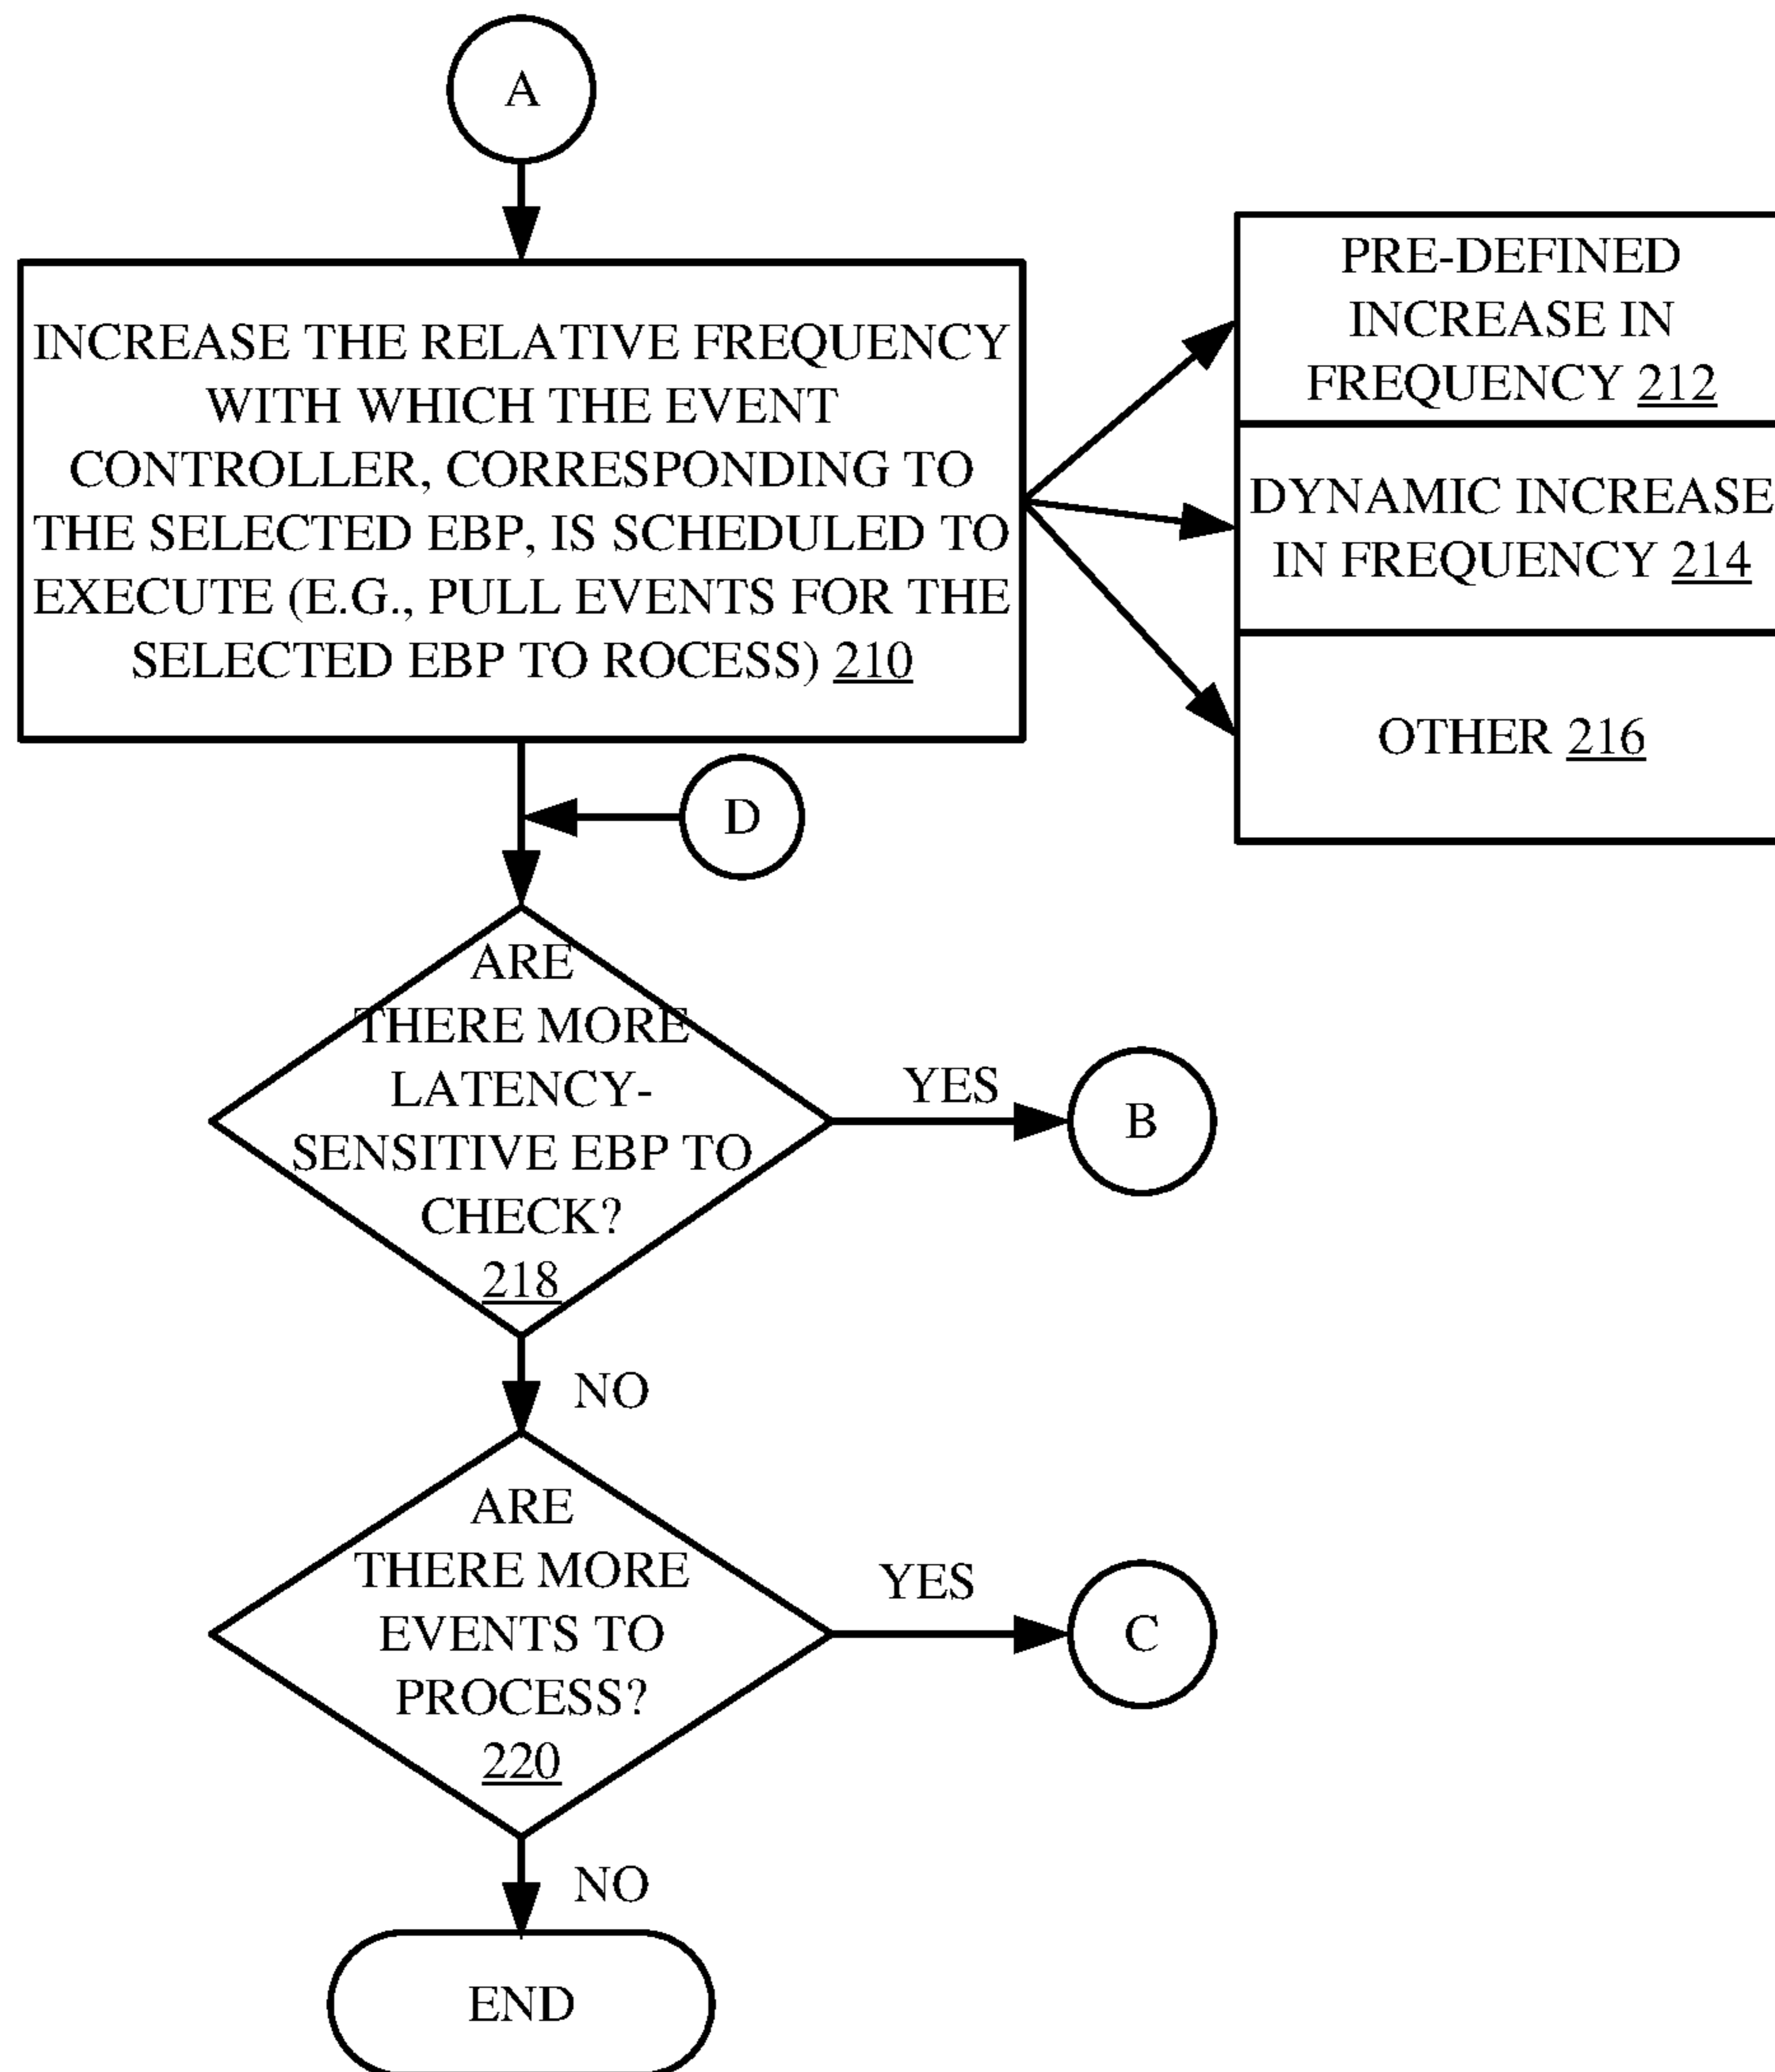 A
INCREASE THE RELATIVE FREQUENCY
WITH WHICH THE EVENT
CONTROLLER, CORRESPONDING TO
THE SELECTED EBP, IS SCHEDULED TO
EXECUTE (E.G., PULL EVENTS FOR THE
SELECTED EBP TO ROCESS) 210
PRE-DEFINED
INCREASE IN
FREQUENCY 212
DYNAMIC INCREASE
IN FREQUENCY 214
OTHER 216
D
ARE
THERE MORE
LATENCY-
SENSITIVE EBP TO
CHECK?
218
YES
B
NO
ARE
THERE MORE
EVENTS TO
PROCESS?
220
YES
C
NO
END